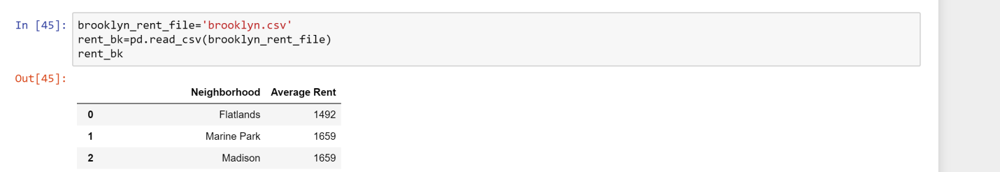 In [45]: brooklyn_rent_file='brooklyn.csv'
rent_bk=pd.read_csv(brooklyn_rent_file)
rent_bk
Out[45]:
Neighborhood Average Rent
0 Flatlands 1492
1 Marine Park 1659
2 Madison 1659